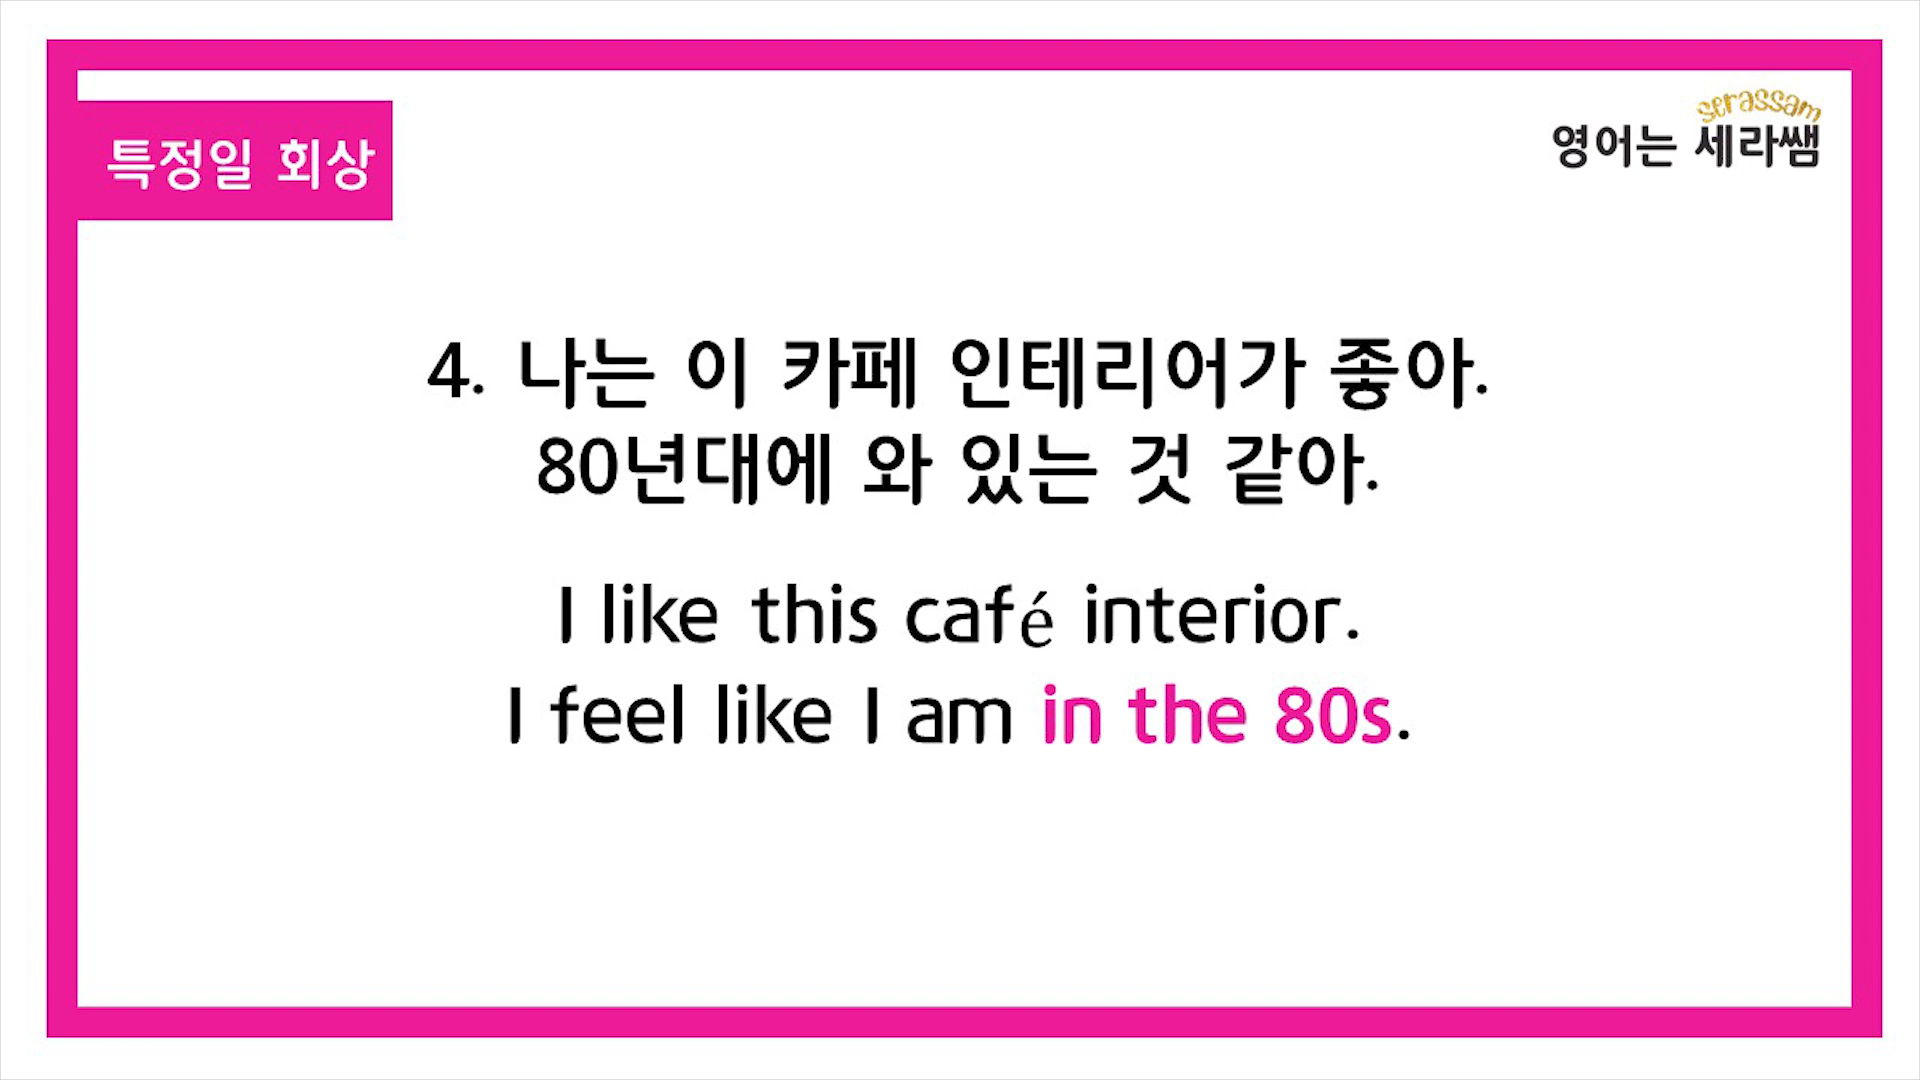 특정일 회상
serassam
영어는 세라쌤
4. 나는 이 카페 인테리어가 좋아.
80년대에 와 있는 것 같아.
I like this café interior.
I feel like I am in the 80s.